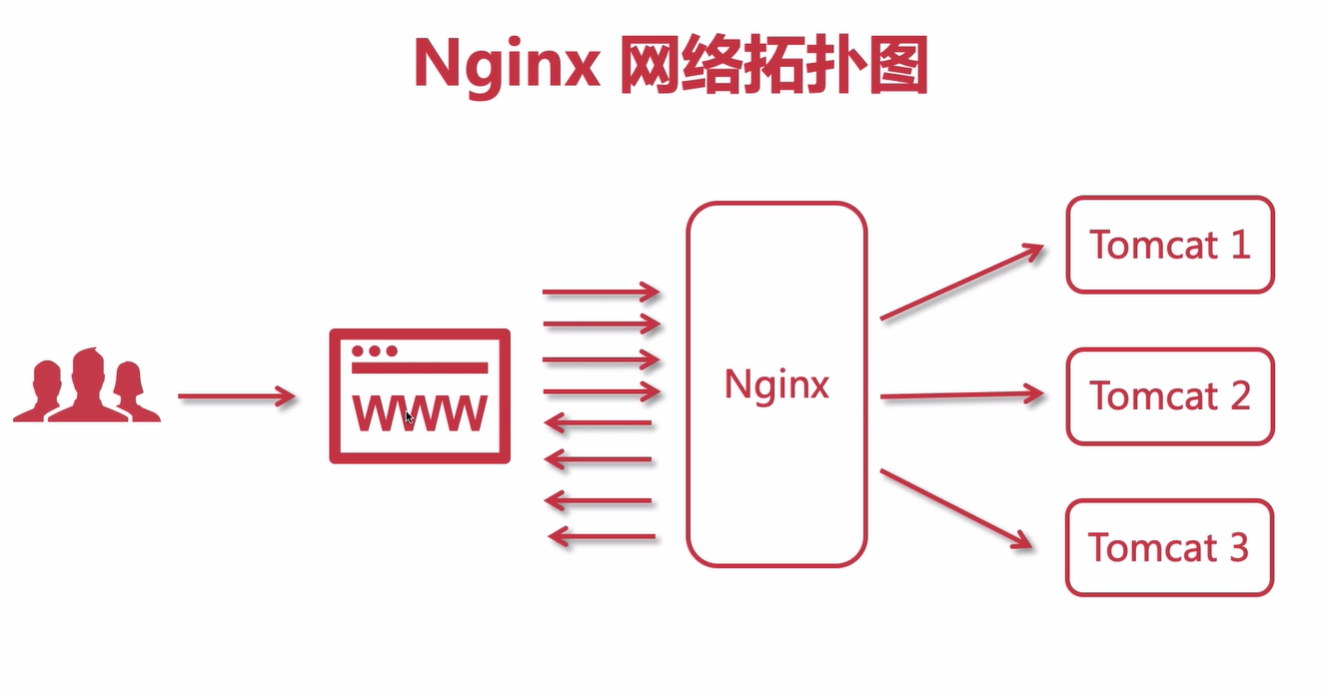 Nginx 网络拓扑图
WWW
Nginx
Tomcat 1
Tomcat 2
Tomcat 3